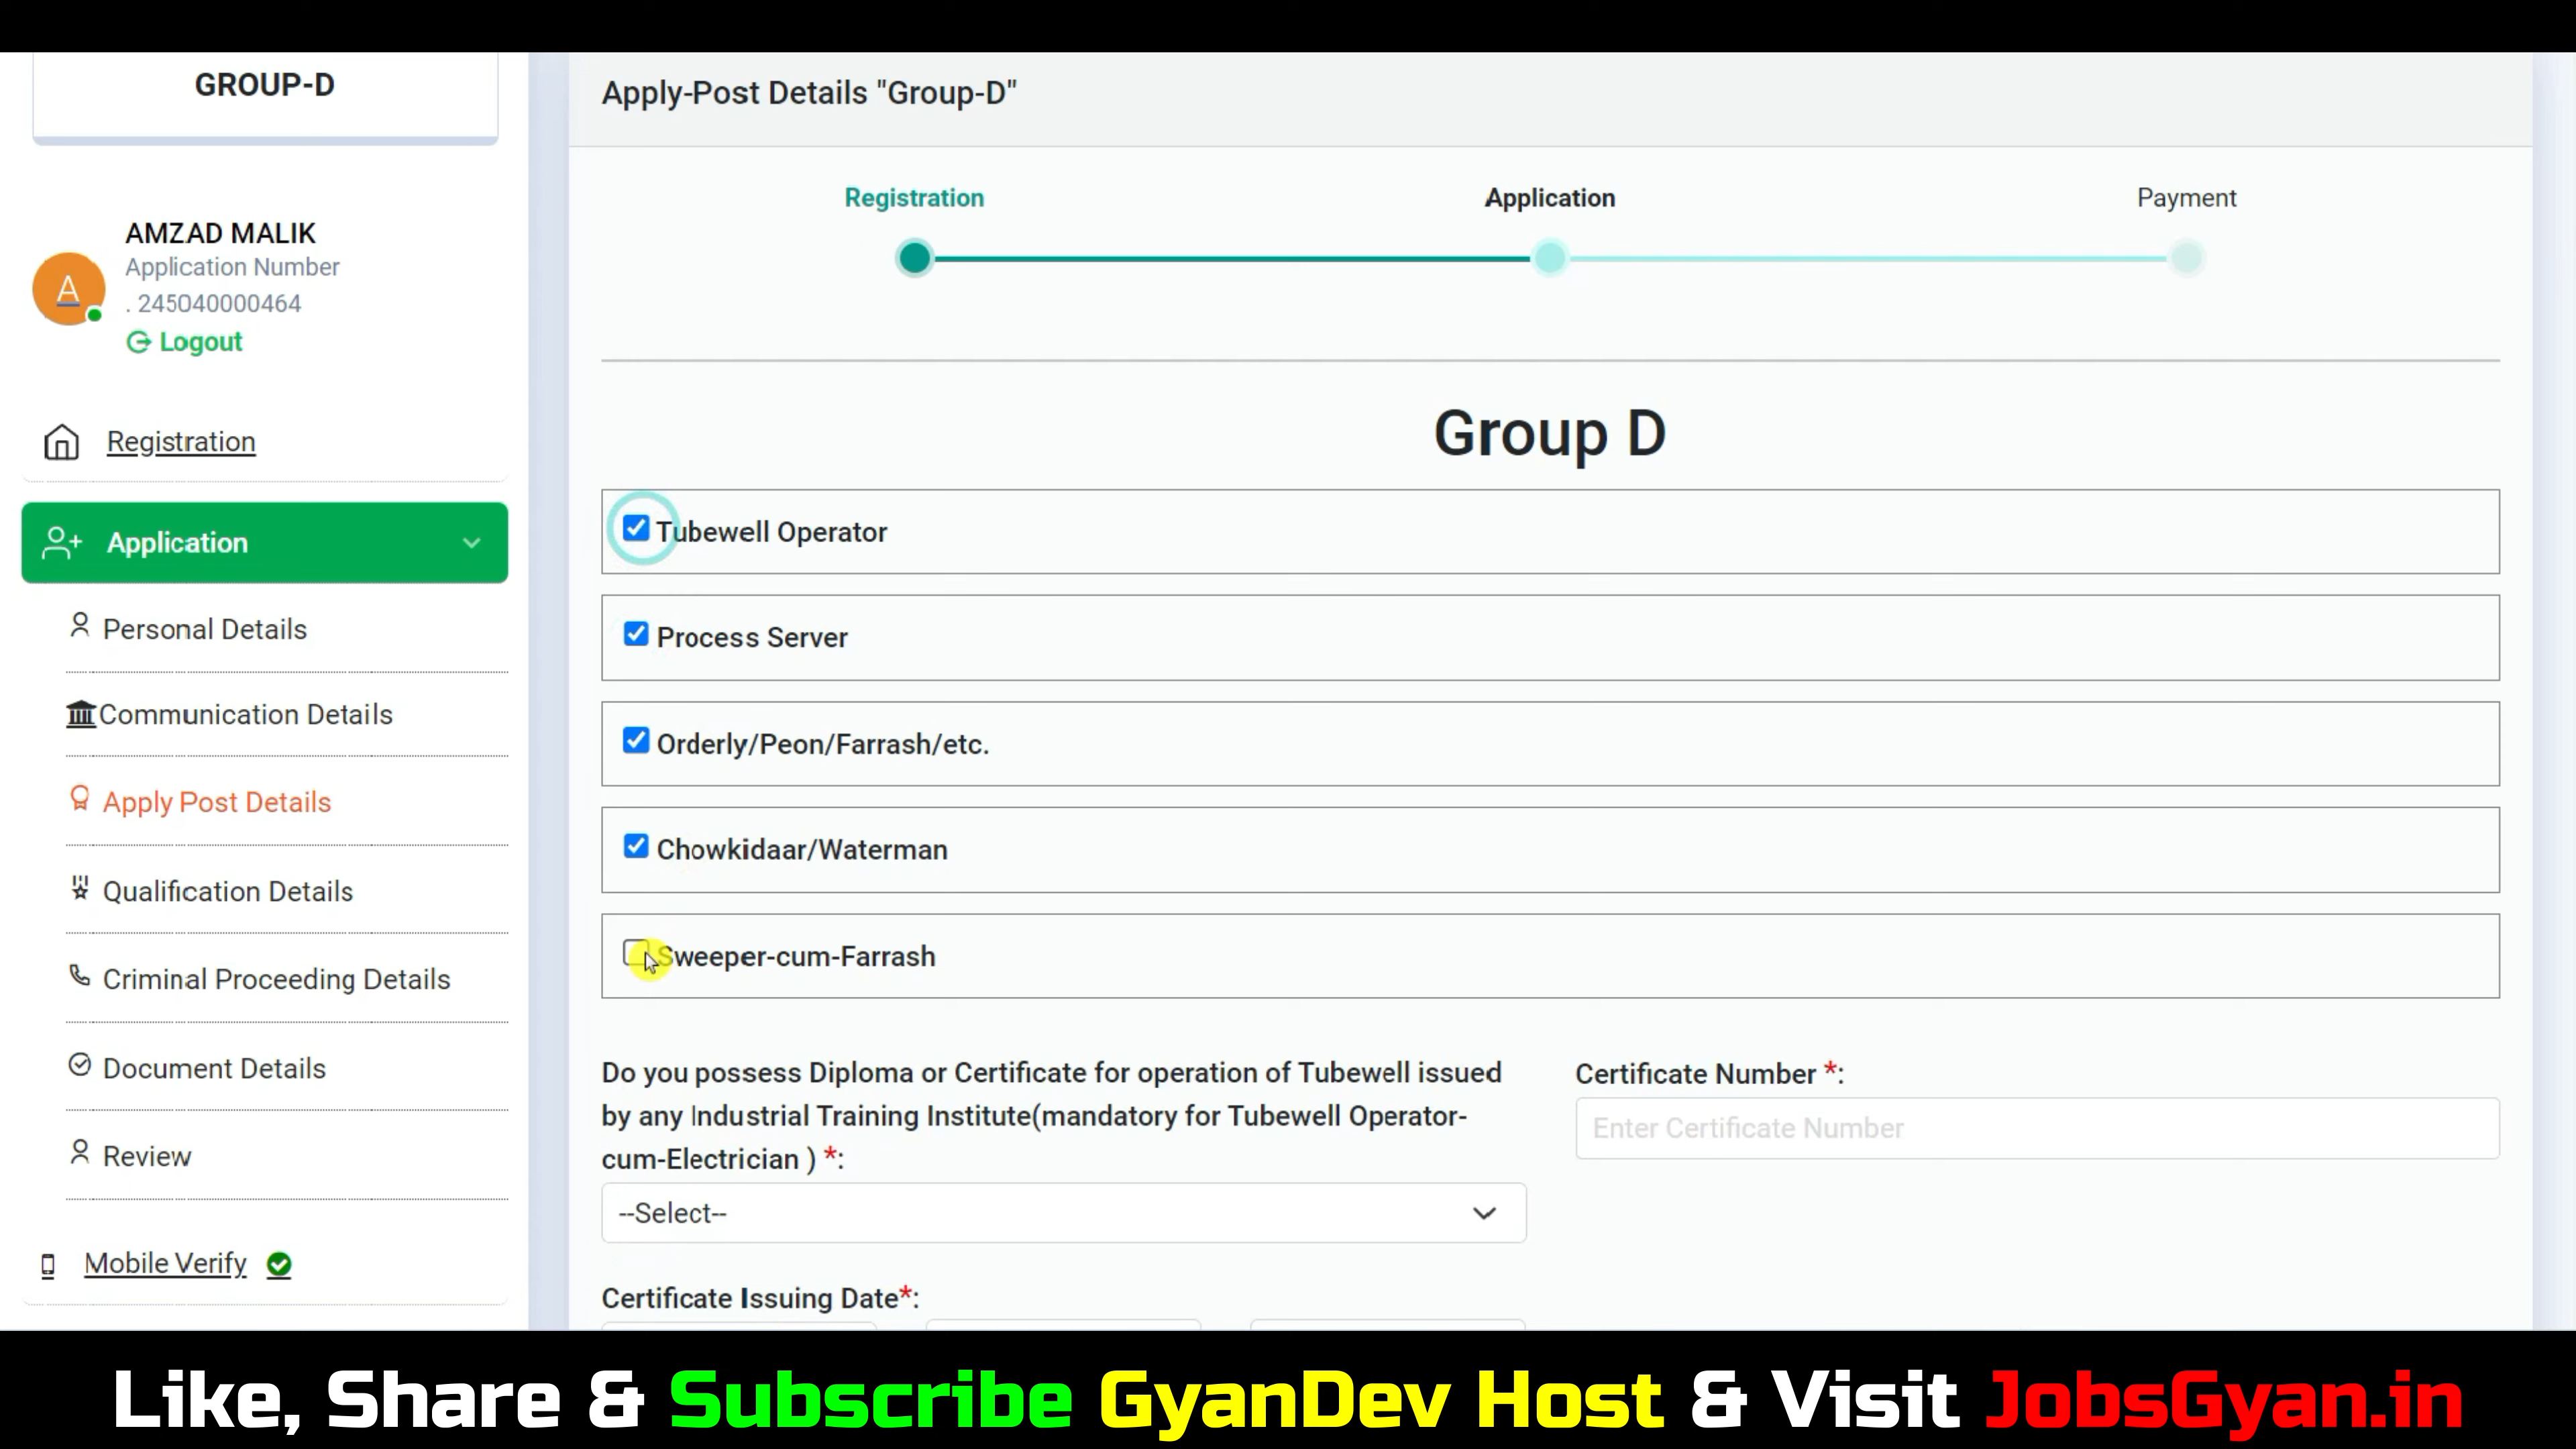 GROUP-D
AMZAD MALIK
Application Number
. 245040000464
Logout
Registration
Application
Personal Details
Communication Details
Apply Post Details
Qualification Details
Criminal Proceeding Details
Document Details
Review
Mobile Verify
Apply-Post Details "Group-D"
Registration
Application
Payment
Group D
Tubewell Operator
Process Server
Orderly/Peon/Farrash/etc.
Chowkidaar/Waterman
Sweeper-cum-Farrash
Do you possess Diploma or Certificate for operation of Tubewell issued
by any Industrial Training Institute(mandatory for Tubewell Operator-
cum-Electrician ) *:
--Select--
Certificate Number *:
Enter Certificate Number
Certificate Issuing Date*:
Like, Share & Subscribe GyanDev Host & Visit JobsGyan.in
A